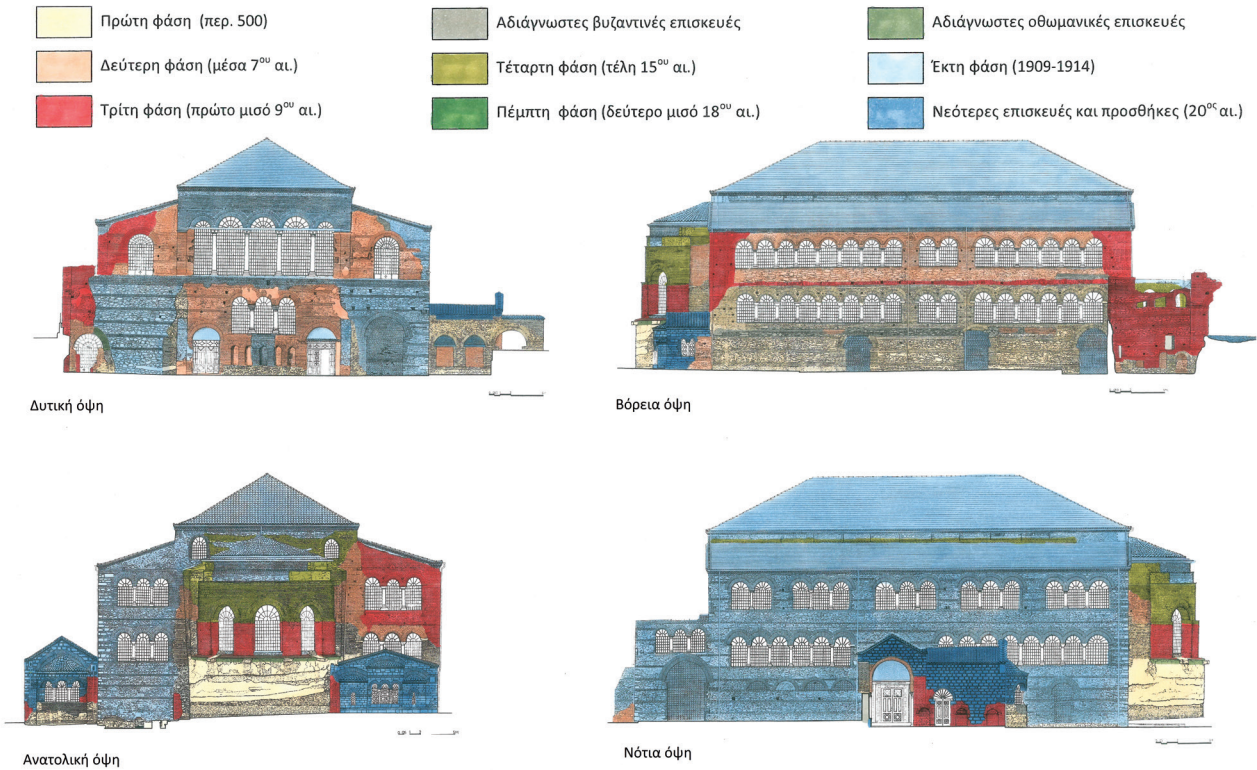 Πρώτη φάση (περ. 500)
Αδιάγνωστες βυζαντινές επισκευές
Αδιάγνωστες οθωμανικές επισκευές
Δεύτερη φάση (μέσα 7ου αι.)
Τέταρτη φάση (τέλη 15ου αι.)
Έκτη φάση (1909-1914)
Τρίτη φάση (πρώτο μισό 9ου αι.)
Πέμπτη φάση (δεύτερο μισό 18ου αι.)
Νεότερες επισκευές και προσθήκες (20ος αι.)
Δυτική όψη
Βόρεια όψη
Ανατολική όψη
Νότια όψη